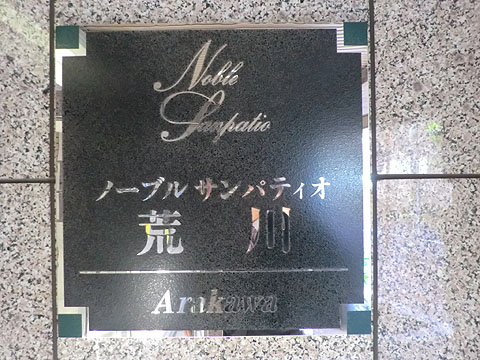 Noble
Sanpatio
ノーブル サンパティオ
荒 川
Arakawa